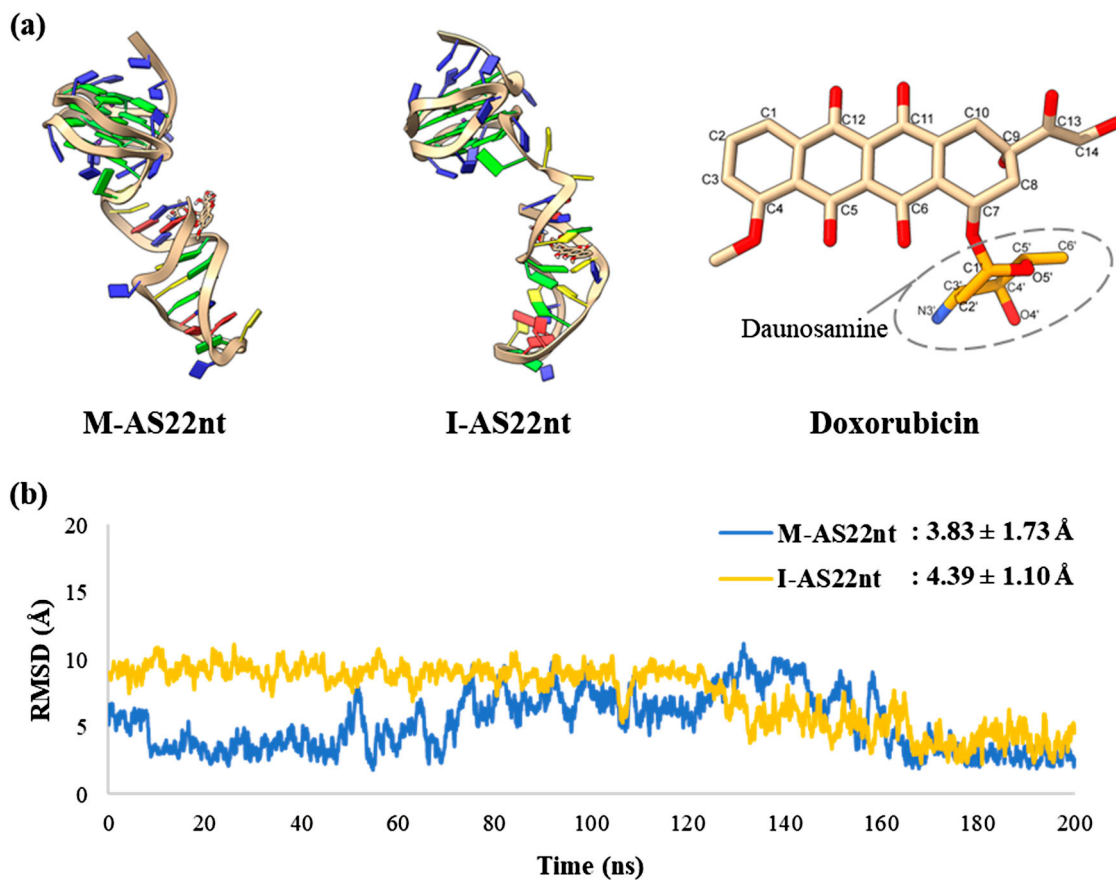 (a)
C1
C2
C3
C4
C12
C5
C11
C6
C10
C9
C8
C7
C13
C14
C1'
C5'
C6'
O5'
C3'
C4'
C2'
N3'
O4'
Daunosamine
M-AS22nt
I-AS22nt
Doxorubicin
(b)
M-AS22nt : 3.83 ± 1.73 Å
I-AS22nt : 4.39 ± 1.10 Å
RMSD (Å)
20
15
10
5
0
0 20 40 60 80 100 120 140 160 180 200
Time (ns)